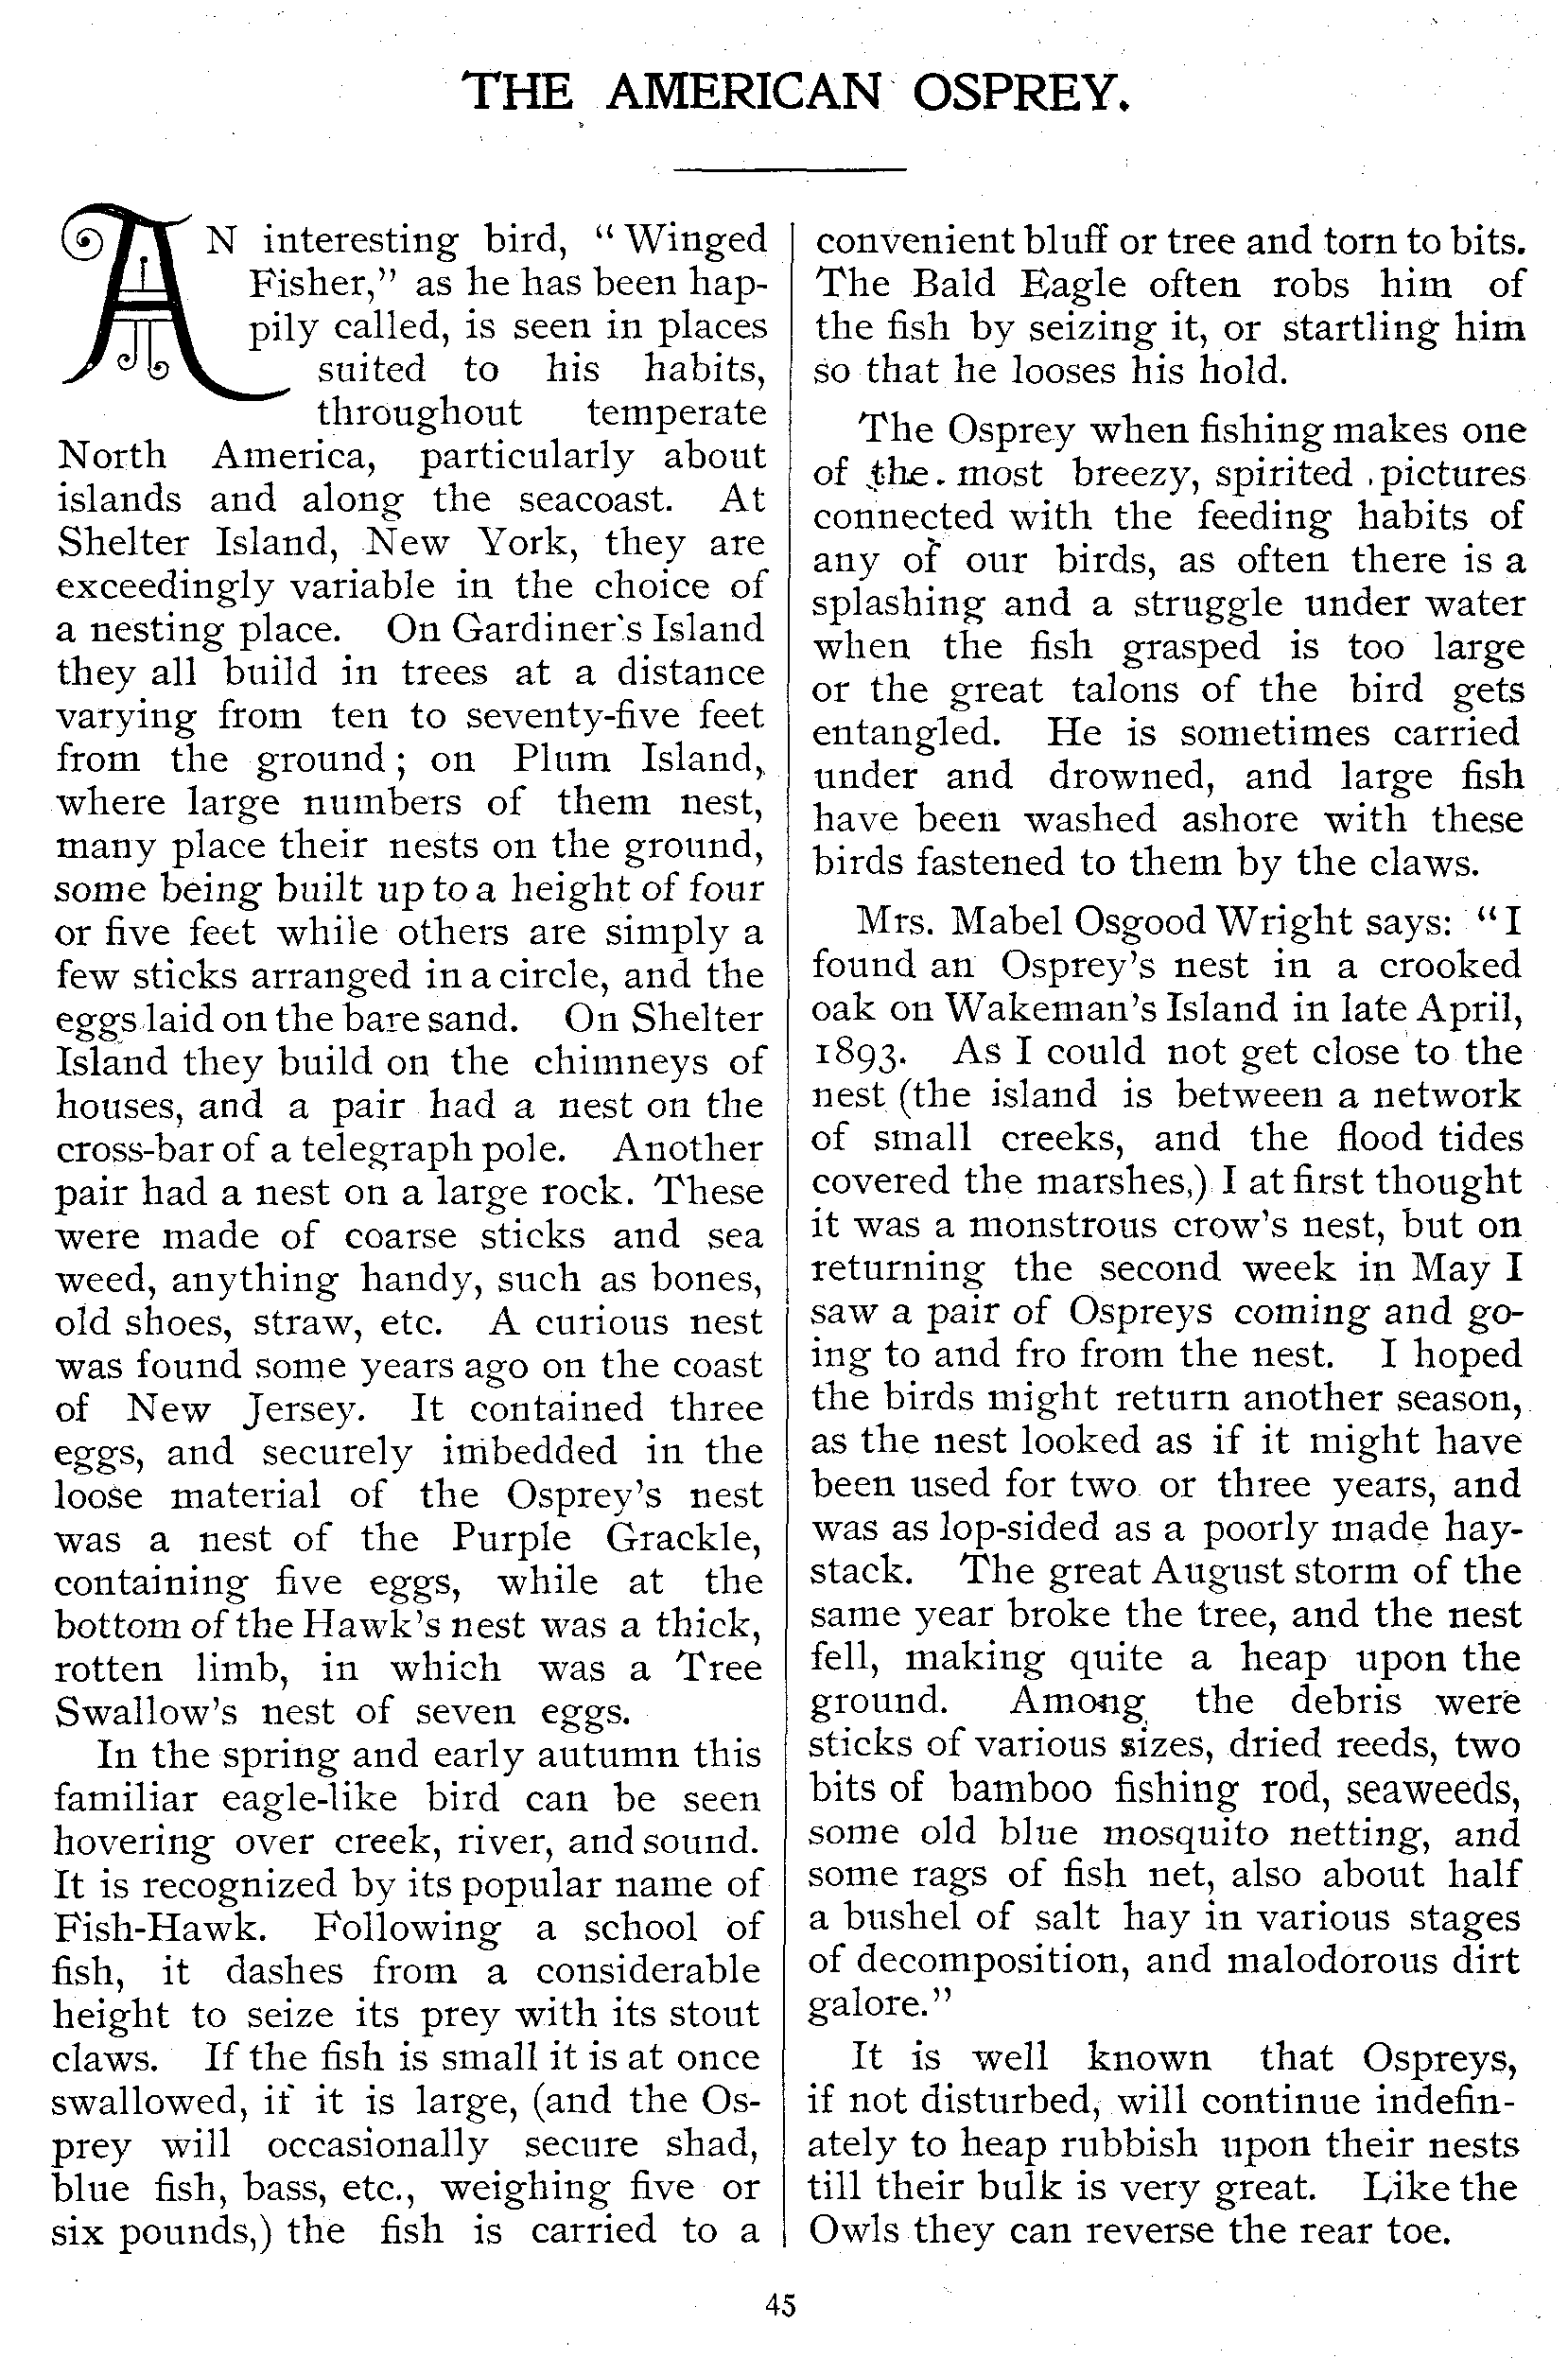 THE AMERICAN OSPREY.
AN interesting bird, "Winged
Fisher," as he has been hap-
pily called, is seen in places
suited to his habits,
throughout temperate
North America, particularly about
islands and along the seacoast. At
Shelter Island, New York, they are
exceedingly variable in the choice of
a nesting place. On Gardiner's Island
they all build in trees at a distance
varying from ten to seventy-five feet
from the ground; on Plum Island,
where large numbers of them nest,
many place their nests on the ground,
some being built up to a height of four
or five feet while others are simply a
few sticks arranged in a circle, and the
eggs laid on the bare sand. On Shelter
Island they build on the chimneys of
houses, and a pair had a nest on the
cross-bar of a telegraph pole. Another
pair had a nest on a large rock. These
were made of coarse sticks and sea
weed, anything handy, such as bones,
old shoes, straw, etc. A curious nest
was found some years ago on the coast
of New Jersey. It contained three
eggs, and securely imbedded in the
loose material of the Osprey's nest
was a nest of the Purple Grackle,
containing five eggs, while at the
bottom of the Hawk's nest was a thick,
rotten limb, in which was a Tree
Swallow's nest of seven eggs.
In the spring and early autumn this
familiar eagle-like bird can be seen
hovering over creek, river, and sound.
It is recognized by its popular name of
Fish-Hawk. Following a school of
fish, it dashes from a considerable
height to seize its prey with its stout
claws. If the fish is small it is at once
swallowed, if it is large, (and the Os-
prey will occasionally secure shad,
blue fish, bass, etc., weighing five or
six pounds,) the fish is carried to a
convenient bluff or tree and torn to bits.
The Bald Eagle often robs him of
the fish by seizing it, or startling him
so that he looses his hold.
The Osprey when fishing makes one
of the most breezy, spirited pictures
connected with the feeding habits of
any of our birds, as often there is a
splashing and a struggle under water
when the fish grasped is too large
or the great talons of the bird gets
entangled. He is sometimes carried
under and drowned, and large fish
have been washed ashore with these
birds fastened to them by the claws.
Mrs. Mabel Osgood Wright says: "I
found an Osprey's nest in a crooked
oak on Wakeman's Island in late April,
1893. As I could not get close to the
nest (the island is between a network
of small creeks, and the flood tides
covered the marshes,) I at first thought
it was a monstrous crow's nest, but on
returning the second week in May I
saw a pair of Ospreys coming and go-
ing to and fro from the nest. I hoped
the birds might return another season,
as the nest looked as if it might have
been used for two or three years, and
was as lop-sided as a poorly made hay-
stack. The great August storm of the
same year broke the tree, and the nest
fell, making quite a heap upon the
ground. Among the debris were
sticks of various sizes, dried reeds, two
bits of bamboo fishing rod, seaweeds,
some old blue mosquito netting, and
some rags of fish net, also about half
a bushel of salt hay in various stages
of decomposition, and malodorous dirt
galore."
It is well known that Ospreys,
if not disturbed, will continue indefin-
ately to heap rubbish upon their nests
till their bulk is very great. Like the
Owls they can reverse the rear toe.
45